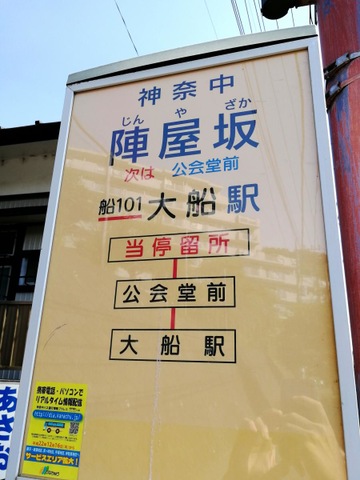 神奈中
じん や ざか
陣屋坂
次は 公会堂前
船101 大船駅
当停留所
公会堂前
大船駅
携帯電話・パソコンで
リアルタイム情報配信
サービスエリア拡大!
あさお